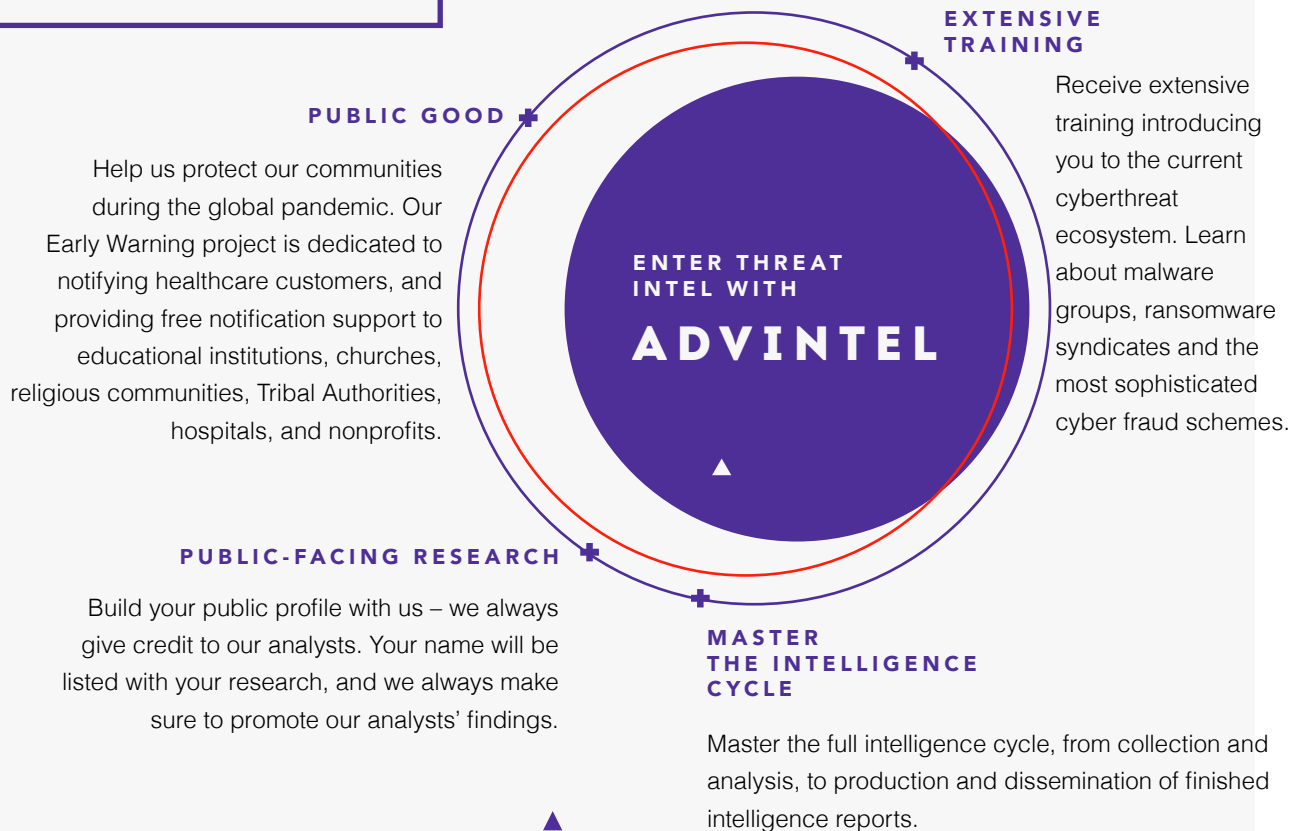 EXTENSIVE
TRAINING
Receive extensive
training introducing
you to the current
cyberthreat
ecosystem. Learn
about malware
groups, ransomware
syndicates and the
most sophisticated
cyber fraud schemes.
PUBLIC GOOD
Help us protect our communities
during the global pandemic. Our
Early Warning project is dedicated to
notifying healthcare customers, and
providing free notification support to
educational institutions, churches,
religious communities, Tribal Authorities,
hospitals, and nonprofits.
ENTER THREAT
INTEL WITH
ADVINTEL
PUBLIC-FACING RESEARCH
Build your public profile with us – we always
give credit to our analysts. Your name will be
listed with your research, and we always make
sure to promote our analysts’ findings.
MASTER
THE INTELLIGENCE
CYCLE
Master the full intelligence cycle, from collection and
analysis, to production and dissemination of finished
intelligence reports.